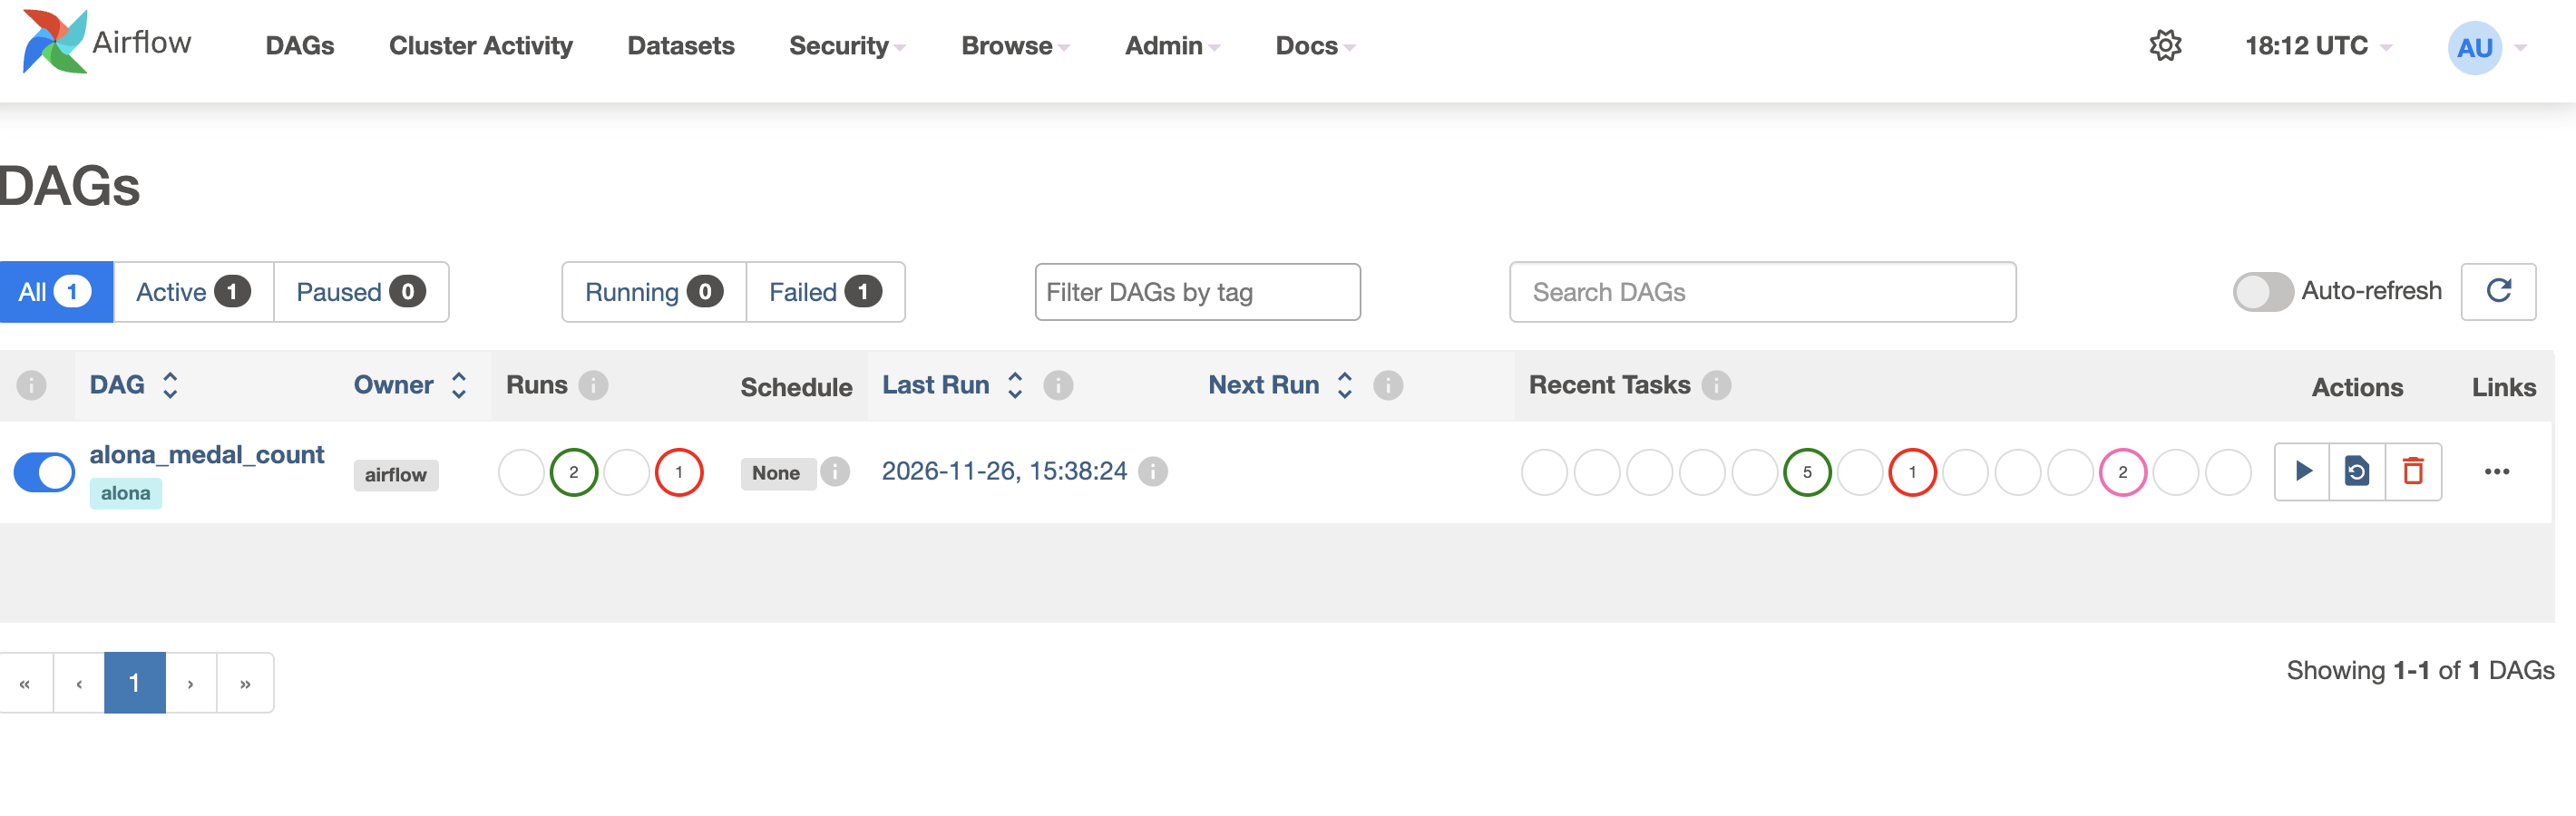 Airflow DAGs Cluster Activity Datasets Security Browse Admin Docs 18:12 UTC AU
DAGs
All 1 Active 1 Paused 0 Running 0 Failed 1 Filter DAGs by tag Search DAGs Auto-refresh
i DAG Owner Runs i Schedule Last Run i Next Run i Recent Tasks i Actions Links
alona_medal_count airflow 2 1 None i 2026-11-26, 15:38:24 i 5 1 2 •••
alona
« ‹ 1 › » Showing 1-1 of 1 DAGs